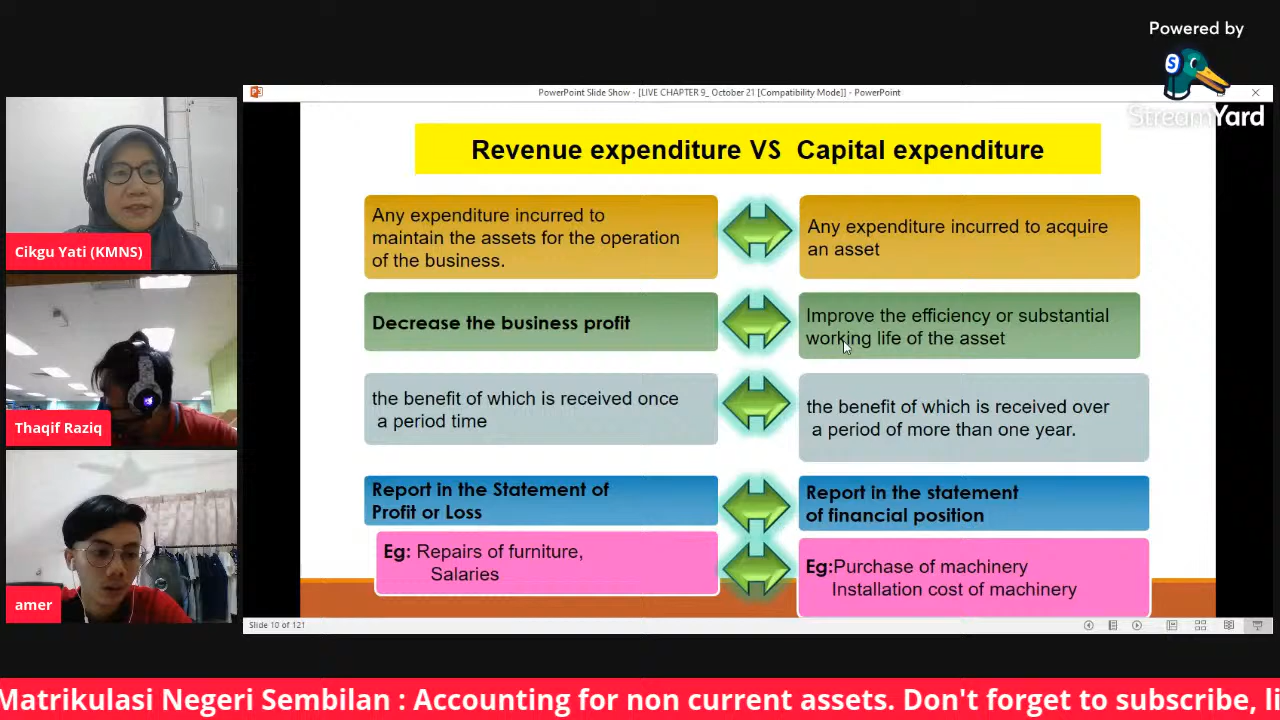 Powered by
S
StreamYard
PowerPoint Slide Show - [LIVE CHAPTER 9_ October 21 [Compatibility Mode]] - PowerPoint
Revenue expenditure VS Capital expenditure
Any expenditure incurred to
maintain the assets for the operation
of the business.
Any expenditure incurred to acquire
an asset
Decrease the business profit
Improve the efficiency or substantial
working life of the asset
the benefit of which is received once
a period time
the benefit of which is received over
a period of more than one year.
Report in the Statement of
Profit or Loss
Report in the statement
of financial position
Eg: Repairs of furniture,
Salaries
Eg:Purchase of machinery
Installation cost of machinery
Slide 10 of 121
Cikgu Yati (KMNS)
Thaqif Raziq
amer
Matrikulasi Negeri Sembilan : Accounting for non current assets. Don't forget to subscribe, li